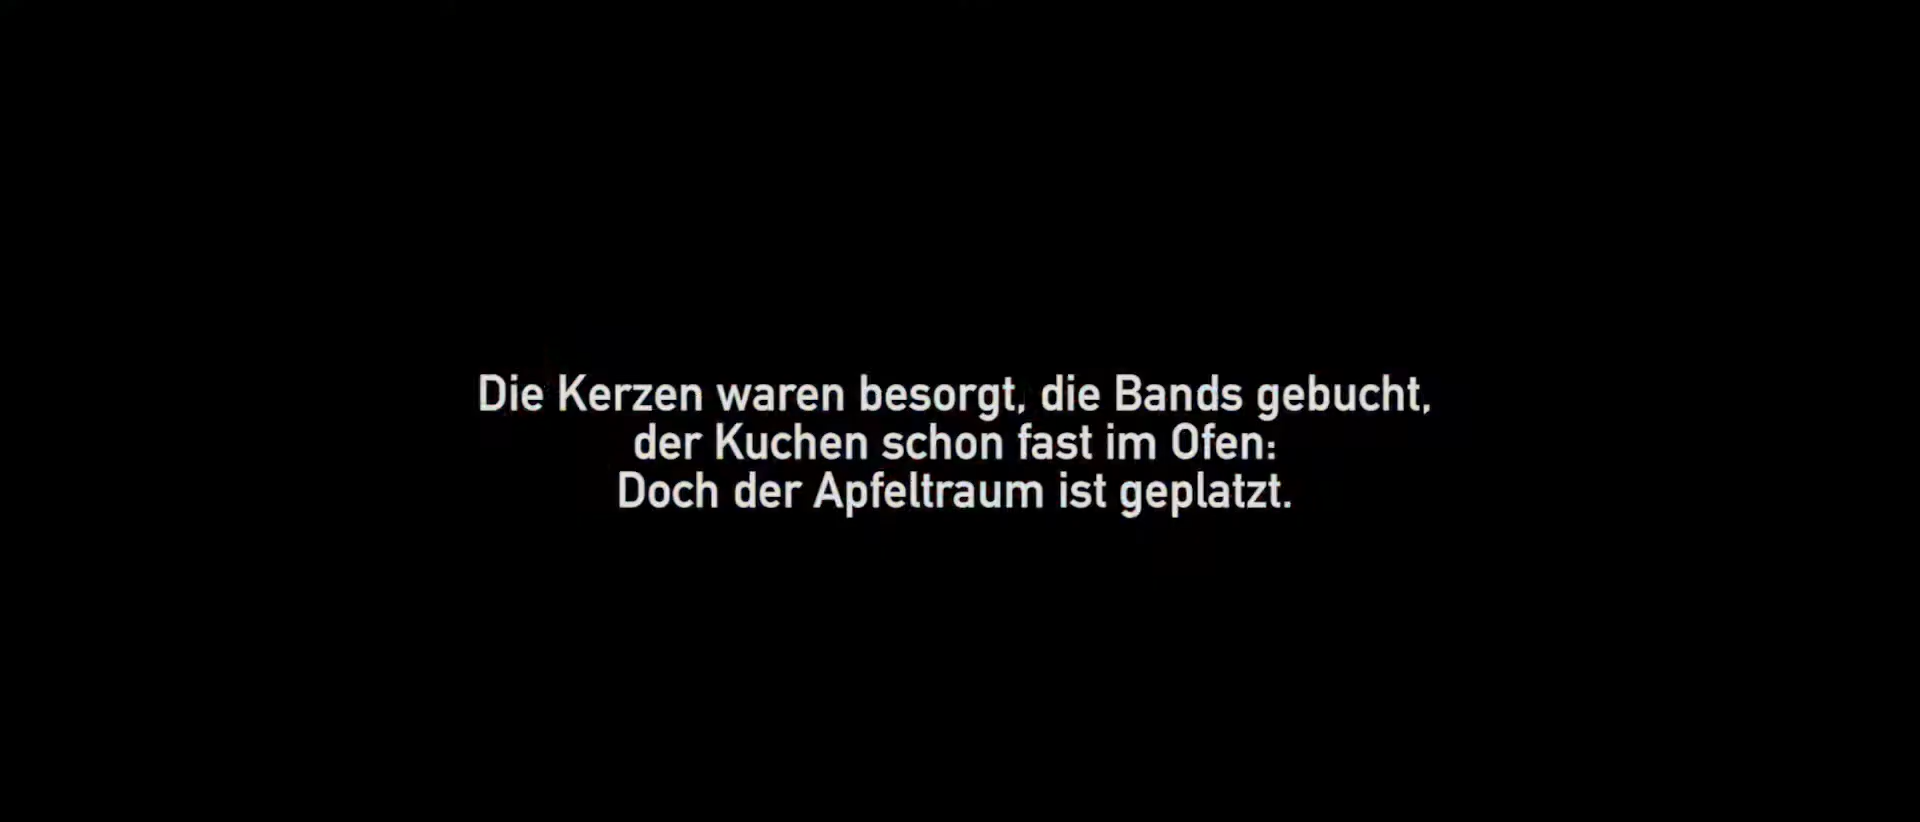 Die Kerzen waren besorgt, die Bands gebucht,
der Kuchen schon fast im Ofen:
Doch der Apfeltraum ist geplatzt.